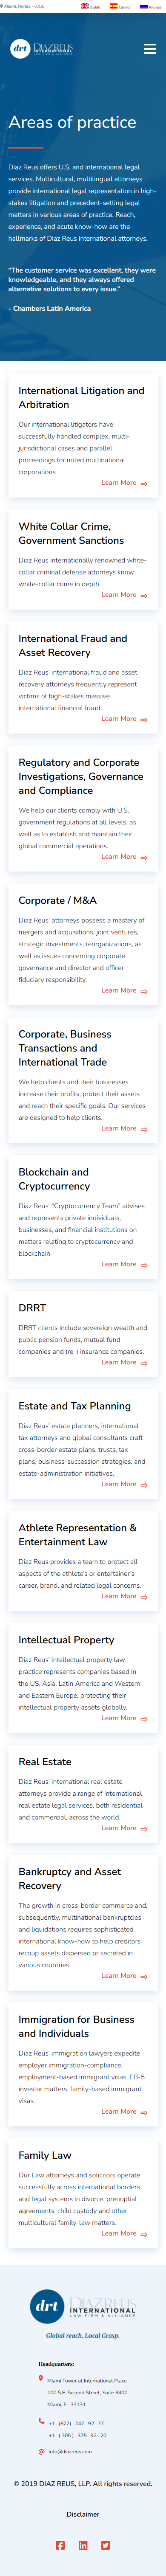 Miami, Florida - U.S.A.
English
Español
Русский
drt DIAZREUS
INTERNATIONAL
LAW FIRM & ALLIANCE
Areas of practice
Diaz Reus offers U.S. and international legal
services. Multicultural, multilingual attorneys
provide international legal representation in high-
stakes litigation and precedent-setting legal
matters in various areas of practice. Reach,
experience, and acute know-how are the
hallmarks of Diaz Reus international attorneys.
"The customer service was excellent, they were
knowledgeable, and they always offered
alternative solutions to every issue."
- Chambers Latin America
International Litigation and
Arbitration
Our international litigators have
successfully handled complex, multi-
jurisdictional cases and parallel
proceedings for noted multinational
corporations
Learn More
White Collar Crime,
Government Sanctions
Diaz Reus internationally renowned white-
collar criminal defense attorneys know
white-collar crime in depth
Learn More
International Fraud and
Asset Recovery
Diaz Reus' international fraud and asset
recovery attorneys frequently represent
victims of high-stakes massive
international financial fraud.
Learn More
Regulatory and Corporate
Investigations, Governance
and Compliance
We help our clients comply with U.S.
government regulations at all levels, as
well as to establish and maintain their
global commercial operations.
Learn More
Corporate / M&A
Diaz Reus' attorneys possess a mastery of
mergers and acquisitions, joint ventures,
strategic investments, reorganizations, as
well as issues concerning corporate
governance and director and officer
fiduciary responsibility.
Learn More
Corporate, Business
Transactions and
International Trade
We help clients and their businesses
increase their profits, protect their assets
and reach their specific goals. Our services
are designed to help clients.
Learn More
Blockchain and
Cryptocurrency
Diaz Reus' "Cryptocurrency Team" advises
and represents private individuals,
businesses, and financial institutions on
matters relating to cryptocurrency and
blockchain
Learn More
DRRT
DRRT clients include sovereign wealth and
public pension funds, mutual fund
companies and (re-) insurance companies,
Learn More
Estate and Tax Planning
Diaz Reus' estate planners, international
tax attorneys and global consultants craft
cross-border estate plans, trusts, tax
plans, business-succession strategies, and
estate-administration initiatives.
Learn More
Athlete Representation &
Entertainment Law
Diaz Reus provides a team to protect all
aspects of the athlete's or entertainer's
career, brand, and related legal concerns.
Learn More
Intellectual Property
Diaz Reus' intellectual property law
practice represents companies based in
the US, Asia, Latin America and Western
and Eastern Europe, protecting their
intellectual property assets globally.
Learn More
Real Estate
Diaz Reus' international real estate
attorneys provide a range of international
real estate legal services, both residential
and commercial, across the world.
Learn More
Bankruptcy and Asset
Recovery
The growth in cross-border commerce and,
subsequently, multinational bankruptcies
and liquidations requires sophisticated
international know-how to help creditors
recoup assets dispersed or secreted in
various countries.
Learn More
Immigration for Business
and Individuals
Diaz Reus' immigration lawyers expedite
employer immigration-compliance,
employment-based immigrant visas, EB-5
investor matters, family-based immigrant
visas.
Learn More
Family Law
Our Law attorneys and solicitors operate
successfully across international borders
and legal systems in divorce, prenuptial
agreements, child custody and other
multicultural family-law matters.
Learn More
drt DIAZREUS
INTERNATIONAL
LAW FIRM & ALLIANCE
Global reach. Local Grasp.
Headquarters:
Miami Tower at International Place
100 S.E. Second Street, Suite 3400
Miami, FL 33131
+1 . (877) . 247 . 92 . 77
+1 . ( 305 ) . 375 . 92 . 20
info@diazreus.com
© 2019 DIAZ REUS, LLP. All rights reserved.
Disclaimer